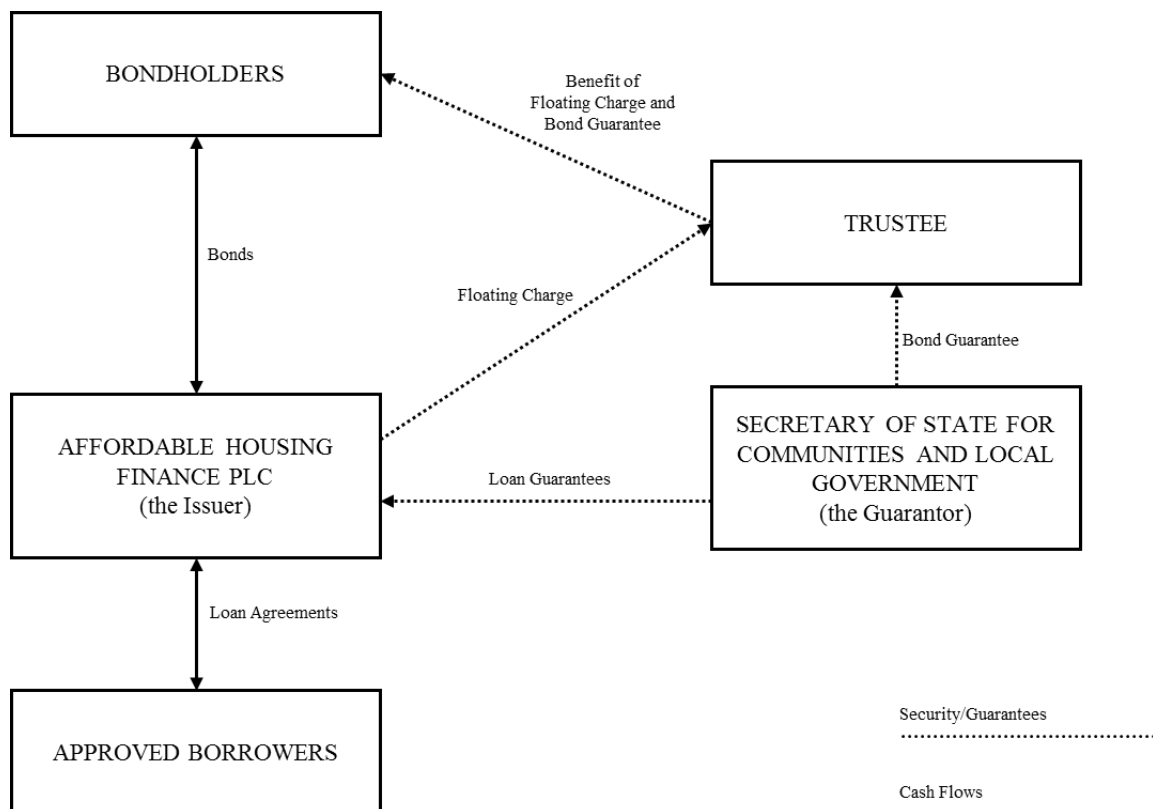 BONDHOLDERS
Benefit of
Floating Charge and
Bond Guarantee
TRUSTEE
Bonds
Floating Charge
Bond Guarantee
AFFORDABLE HOUSING
FINANCE PLC
(the Issuer)
Loan Guarantees
SECRETARY OF STATE FOR
COMMUNITIES AND LOCAL
GOVERNMENT
(the Guarantor)
Loan Agreements
APPROVED BORROWERS
Security/Guarantees
Cash Flows